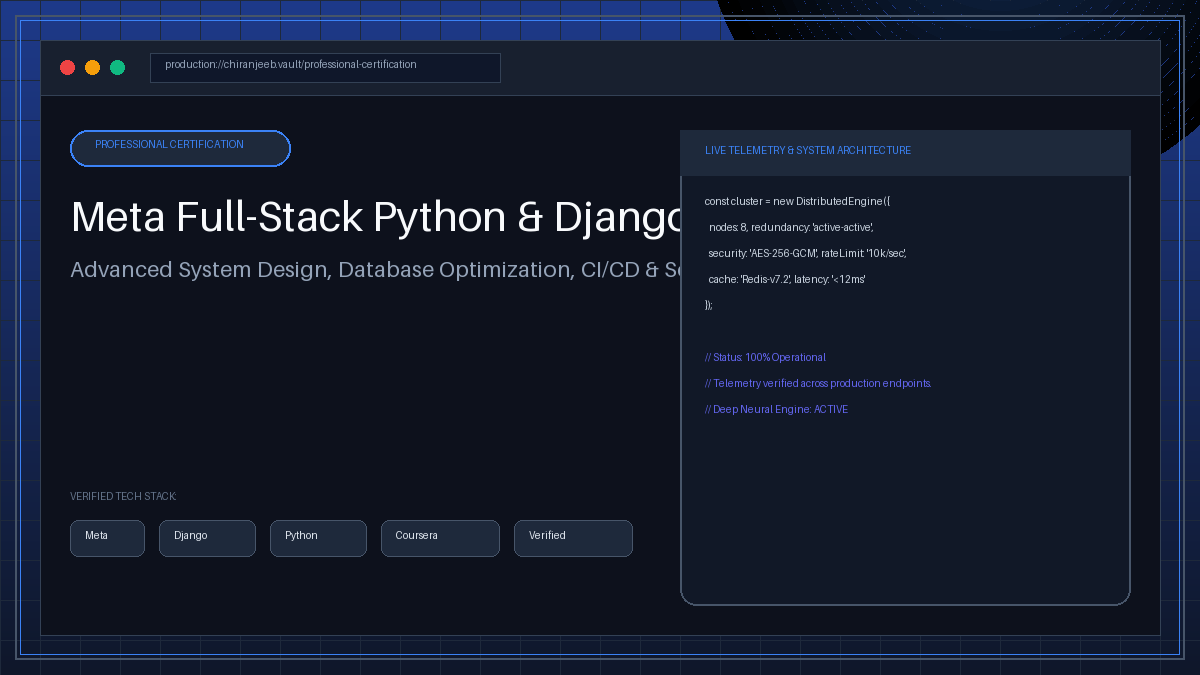 production://chiranjeeb.vault/professional-certification
PROFESSIONAL CERTIFICATION
Meta Full-Stack Python & Django
Advanced System Design, Database Optimization, CI/CD &
VERIFIED TECH STACK:
Meta
Django
Python
Coursera
Verified
LIVE TELEMETRY & SYSTEM ARCHITECTURE
const cluster = new DistributedEngine({
nodes: 8, redundancy: 'active-active',
security: 'AES-256-GCM', rateLimit: '10k/sec',
cache: 'Redis-v7.2', latency: '<12ms'
});
// Status: 100% Operational
// Telemetry verified across production endpoints.
// Deep Neural Engine: ACTIVE